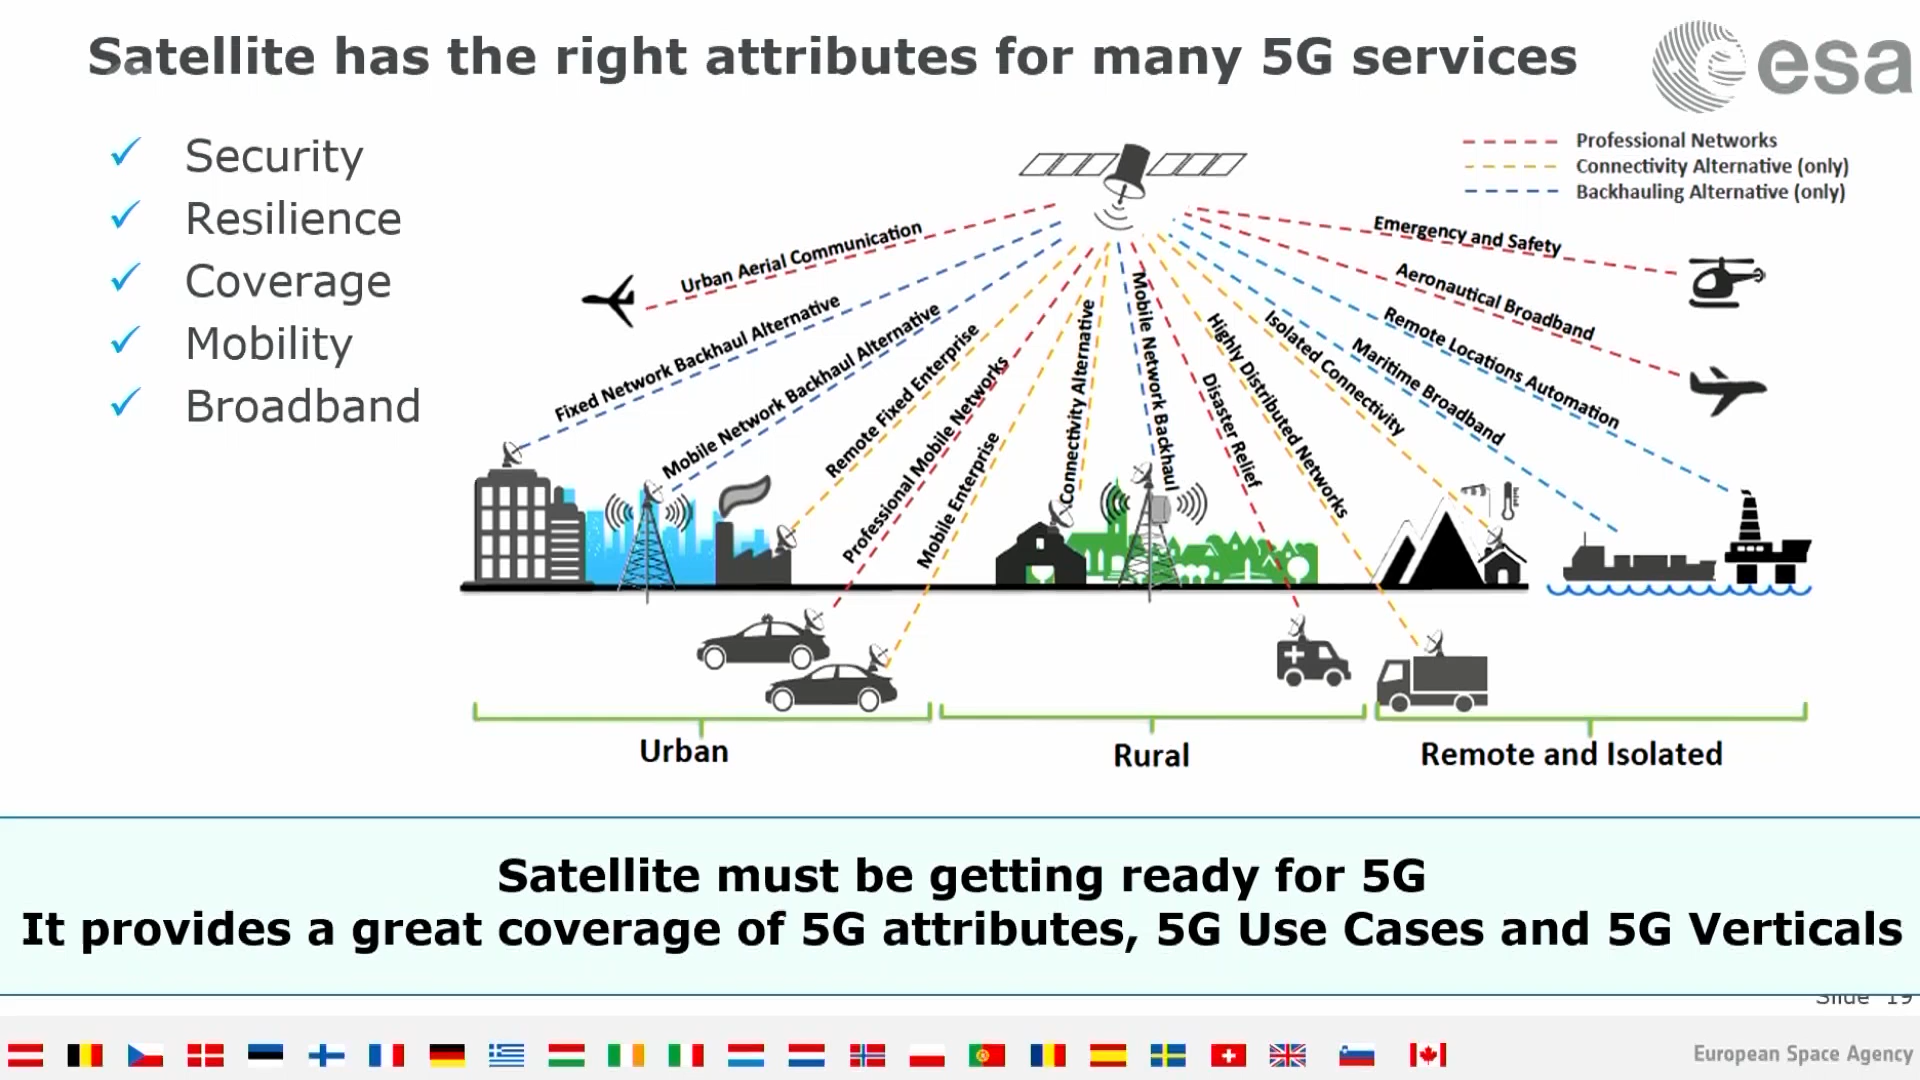 Satellite has the right attributes for many 5G services
esa
✓ Security
✓ Resilience
✓ Coverage
✓ Mobility
✓ Broadband
Professional Networks
Connectivity Alternative (only)
Backhauling Alternative (only)
Urban Aerial Communication
Fixed Network Backhaul Alternative
Mobile Network Backhaul Alternative
Remote Fixed Enterprise
Professional Mobile Networks
Mobile Enterprise
Connectivity Alternative
Mobile Network Backhaul
Disaster Relief
Highly Distributed Networks
Isolated Connectivity
Maritime Broadband
Remote Locations Automation
Aeronautical Broadband
Emergency and Safety
Urban
Rural
Remote and Isolated
Satellite must be getting ready for 5G
It provides a great coverage of 5G attributes, 5G Use Cases and 5G Verticals
Slide 19
European Space Agency